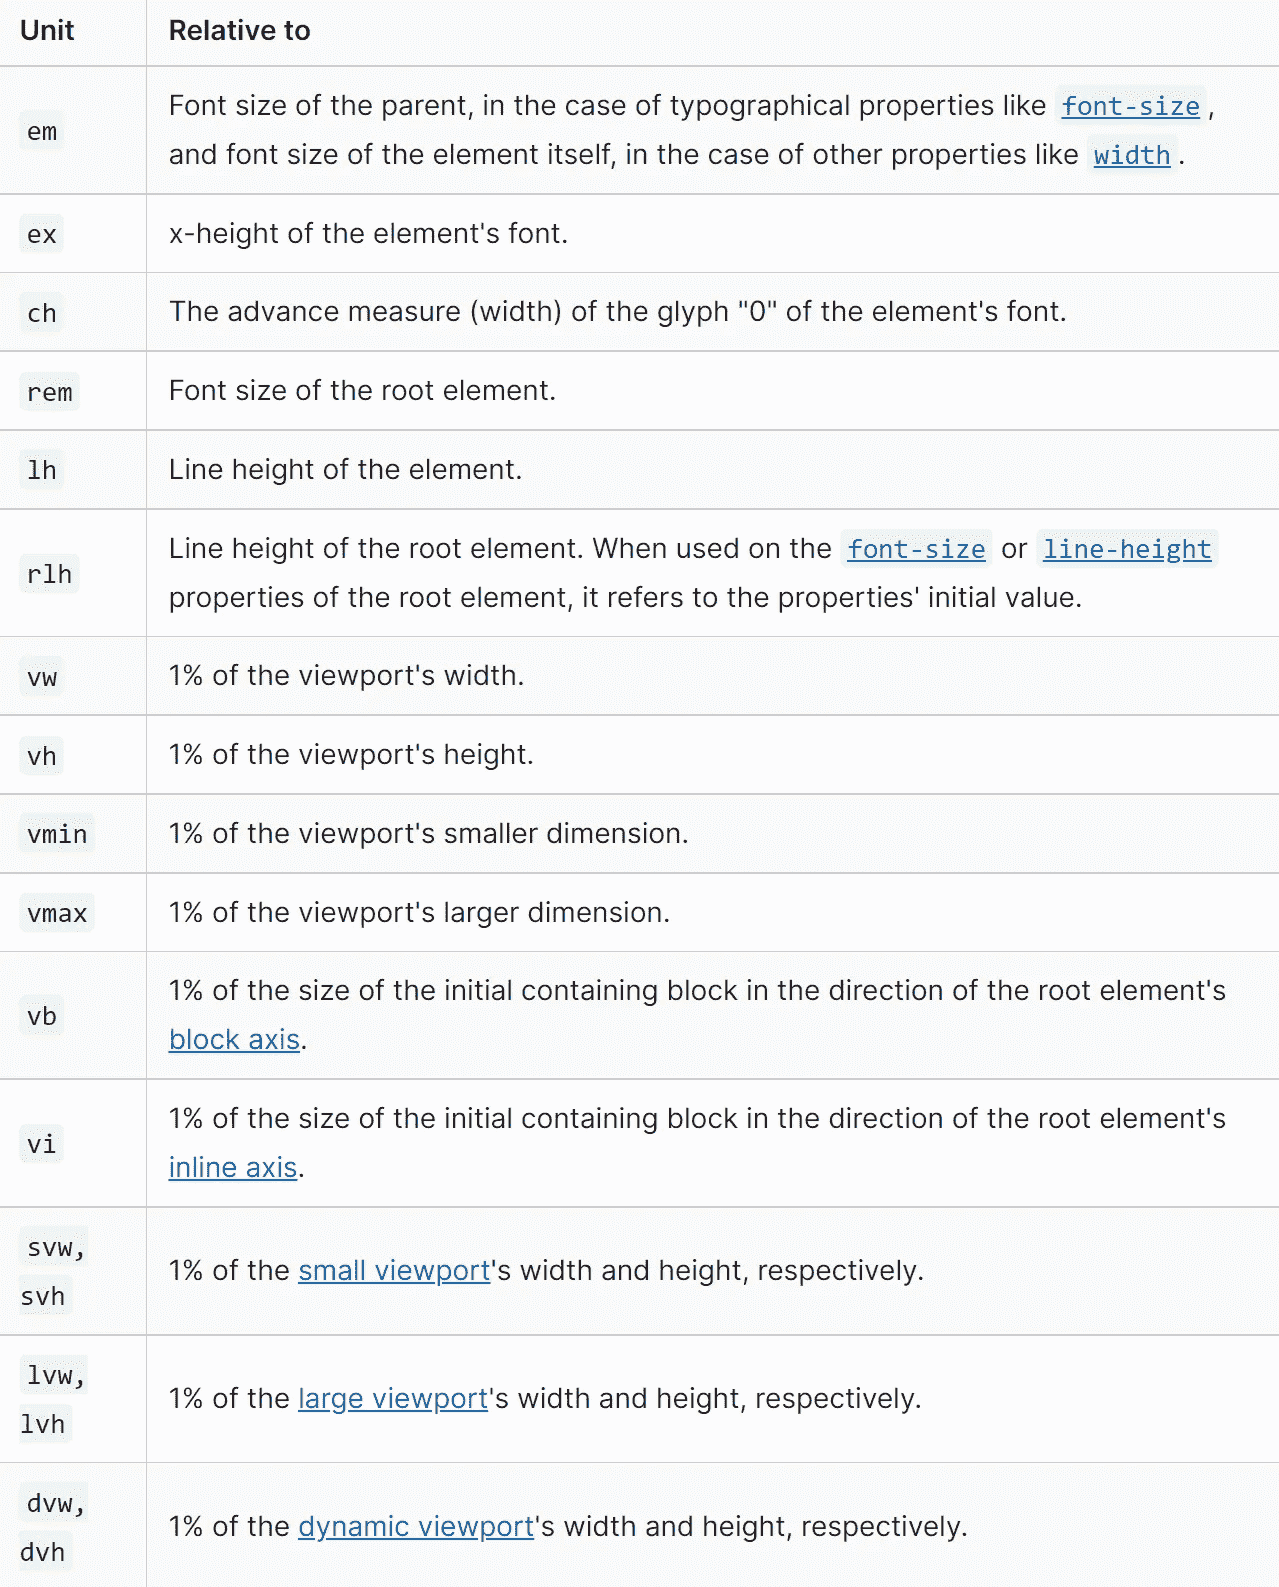 Unit Relative to
em Font size of the parent, in the case of typographical properties like font-size,
and font size of the element itself, in the case of other properties like width.
ex x-height of the element's font.
ch The advance measure (width) of the glyph "0" of the element's font.
rem Font size of the root element.
lh Line height of the element.
rlh Line height of the root element. When used on the font-size or line-height
properties of the root element, it refers to the properties' initial value.
vw 1% of the viewport's width.
vh 1% of the viewport's height.
vmin 1% of the viewport's smaller dimension.
vmax 1% of the viewport's larger dimension.
vb 1% of the size of the initial containing block in the direction of the root element's
block axis.
vi 1% of the size of the initial containing block in the direction of the root element's
inline axis.
svw,
svh 1% of the small viewport's width and height, respectively.
lvw,
lvh 1% of the large viewport's width and height, respectively.
dvw,
dvh 1% of the dynamic viewport's width and height, respectively.